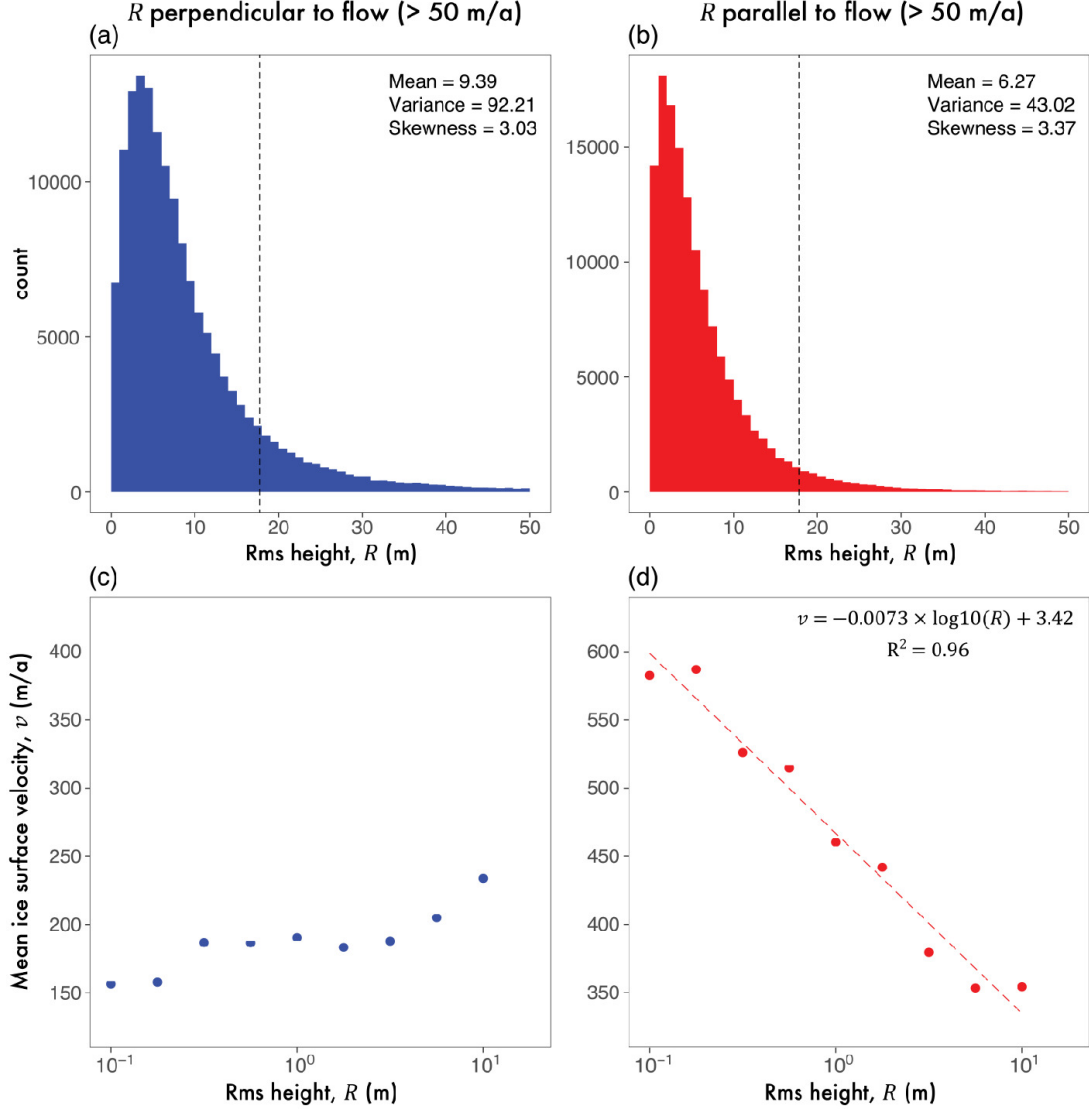 R perpendicular to flow (> 50 m/a)
R parallel to flow (> 50 m/a)
(a)
Mean = 9.39
Variance = 92.21
Skewness = 3.03
10000
5000
0
count
0 10 20 30 40 50
Rms height, R (m)
(b)
Mean = 6.27
Variance = 43.02
Skewness = 3.37
15000
10000
5000
0
0 10 20 30 40 50
Rms height, R (m)
(c)
400
350
300
250
200
150
Mean ice surface velocity, v (m/a)
10⁻¹ 10⁰ 10¹
Rms height, R (m)
(d)
v = −0.0073 × log10(R) + 3.42
R² = 0.96
600
550
500
450
400
350
10⁻¹ 10⁰ 10¹
Rms height, R (m)